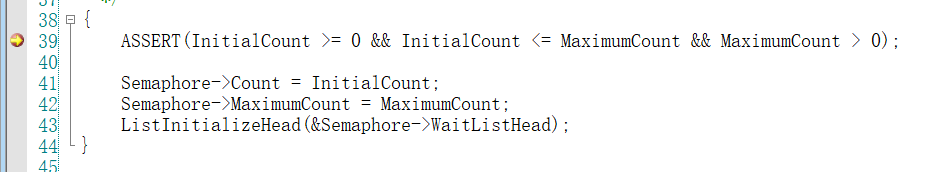 37 */
38 {
39 ASSERT(InitialCount >= 0 && InitialCount <= MaximumCount && MaximumCount > 0);
40
41 Semaphore->Count = InitialCount;
42 Semaphore->MaximumCount = MaximumCount;
43 ListInitializeHead(&Semaphore->WaitListHead);
44 }
45